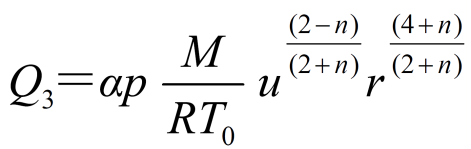 Q₃=αp M/(RT₀) u^((2−n)/(2+n)) r^((4+n)/(2+n))